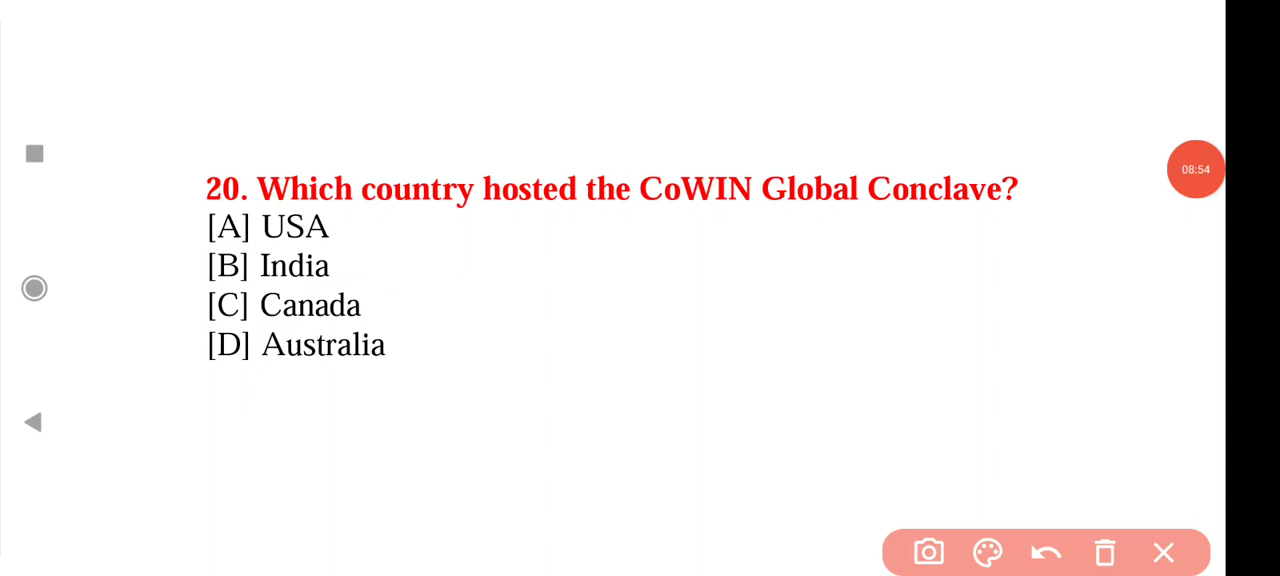 20. Which country hosted the CoWIN Global Conclave?
[A] USA
[B] India
[C] Canada
[D] Australia
08:54